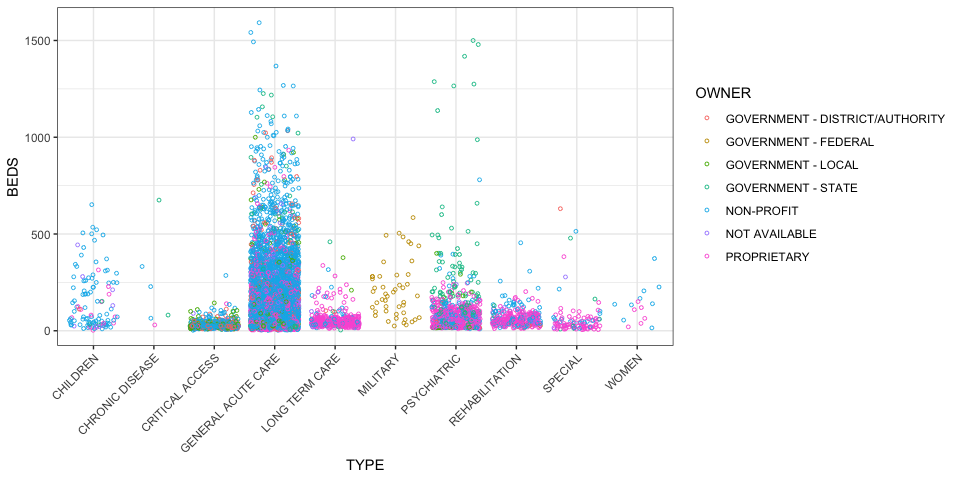 1500
1000
500
0
BEDS
CHILDREN
CHRONIC DISEASE
CRITICAL ACCESS
GENERAL ACUTE CARE
LONG TERM CARE
MILITARY
PSYCHIATRIC
REHABILITATION
SPECIAL
WOMEN
TYPE
OWNER
GOVERNMENT - DISTRICT/AUTHORITY
GOVERNMENT - FEDERAL
GOVERNMENT - LOCAL
GOVERNMENT - STATE
NON-PROFIT
NOT AVAILABLE
PROPRIETARY